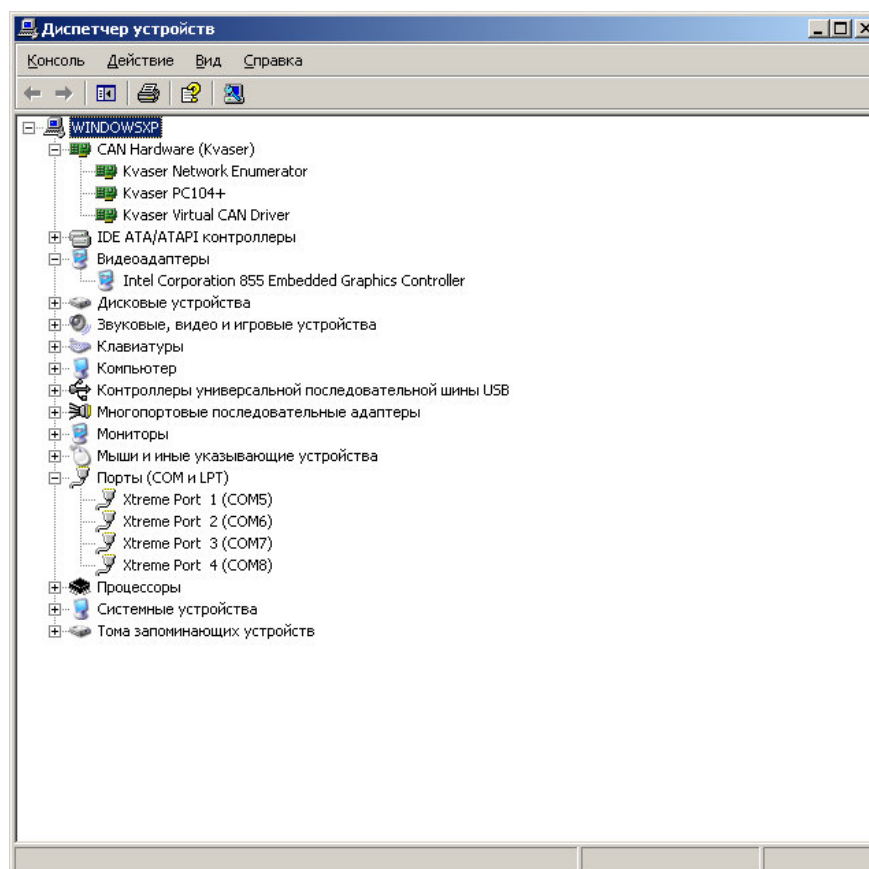 Диспетчер устройств
Консоль Действие Вид Справка
WINDOWSXP
CAN Hardware (Kvaser)
Kvaser Network Enumerator
Kvaser PC104+
Kvaser Virtual CAN Driver
IDE ATA/ATAPI контроллеры
Видеоадаптеры
Intel Corporation 855 Embedded Graphics Controller
Дисковые устройства
Звуковые, видео и игровые устройства
Клавиатуры
Компьютер
Контроллеры универсальной последовательной шины USB
Многопортовые последовательные адаптеры
Мониторы
Мыши и иные указывающие устройства
Порты (COM и LPT)
Xtreme Port 1 (COM5)
Xtreme Port 2 (COM6)
Xtreme Port 3 (COM7)
Xtreme Port 4 (COM8)
Процессоры
Системные устройства
Тома запоминающих устройств